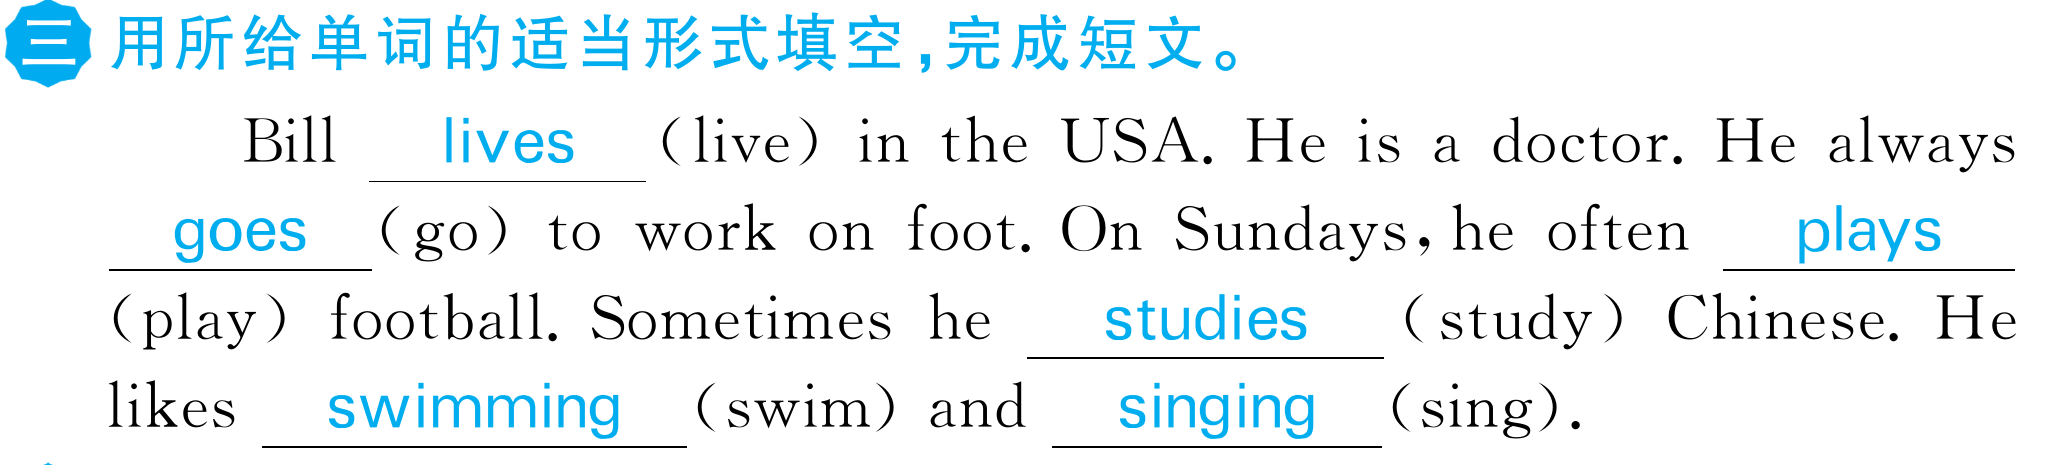 三 用所给单词的适当形式填空,完成短文。
Bill lives (live) in the USA. He is a doctor. He always
goes (go) to work on foot. On Sundays, he often plays
(play) football. Sometimes he studies (study) Chinese. He
likes swimming (swim) and singing (sing).